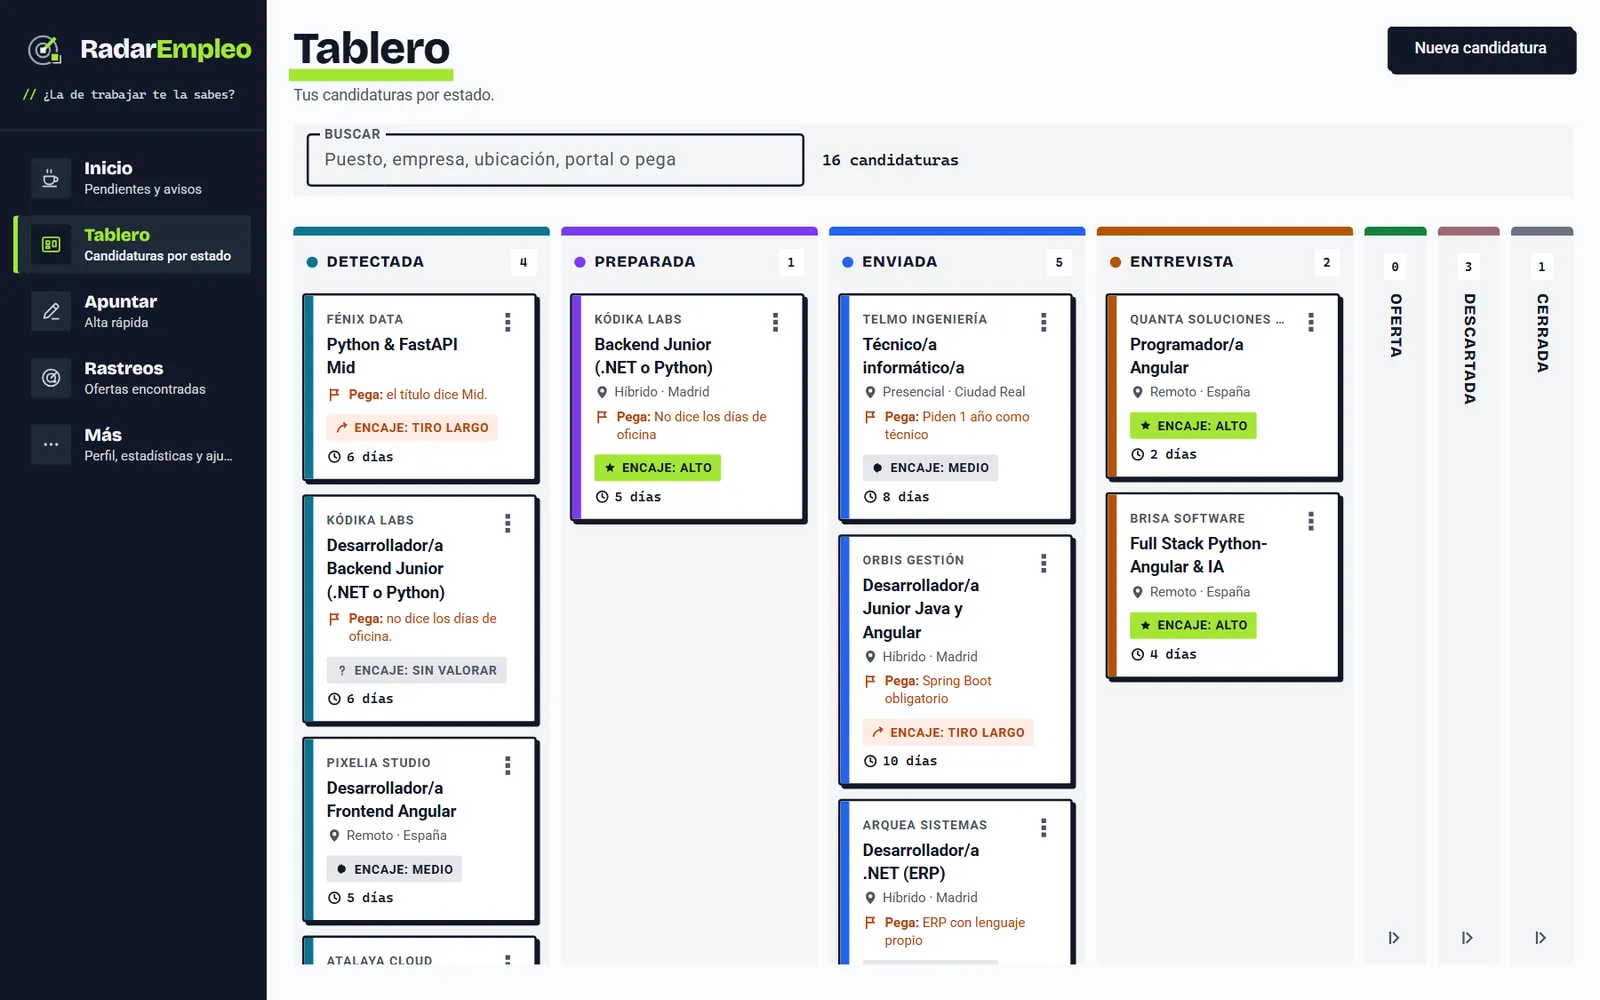 RadarEmpleo
// ¿La de trabajar te la sabes?
Inicio
Pendientes y avisos
Tablero
Candidaturas por estado
Apuntar
Alta rápida
Rastreos
Ofertas encontradas
Más
Perfil, estadísticas y aju…
Tablero
Tus candidaturas por estado.
Nueva candidatura
BUSCAR
Puesto, empresa, ubicación, portal o pega
16 candidaturas
DETECTADA 4
FÉNIX DATA
Python & FastAPI
Mid
Pega: el título dice Mid.
ENCAJE: TIRO LARGO
6 días
KÓDIKA LABS
Desarrollador/a
Backend Junior
(.NET o Python)
Pega: no dice los días de
oficina.
? ENCAJE: SIN VALORAR
6 días
PIXELIA STUDIO
Desarrollador/a
Frontend Angular
Remoto · España
ENCAJE: MEDIO
5 días
ATALAYA CLOUD
PREPARADA 1
KÓDIKA LABS
Backend Junior
(.NET o Python)
Híbrido · Madrid
Pega: No dice los días de
oficina
ENCAJE: ALTO
5 días
ENVIADA 5
TELMO INGENIERÍA
Técnico/a
informático/a
Presencial · Ciudad Real
Pega: Piden 1 año como
técnico
ENCAJE: MEDIO
8 días
ORBIS GESTIÓN
Desarrollador/a
Junior Java y
Angular
Híbrido · Madrid
Pega: Spring Boot
obligatorio
ENCAJE: TIRO LARGO
10 días
ARQUEA SISTEMAS
Desarrollador/a
.NET (ERP)
Híbrido · Madrid
Pega: ERP con lenguaje
propio
ENTREVISTA 2
QUANTA SOLUCIONES …
Programador/a
Angular
Remoto · España
ENCAJE: ALTO
2 días
BRISA SOFTWARE
Full Stack Python-
Angular & IA
Remoto · España
ENCAJE: ALTO
4 días
0
OFERTA
3
DESCARTADA
1
CERRADA